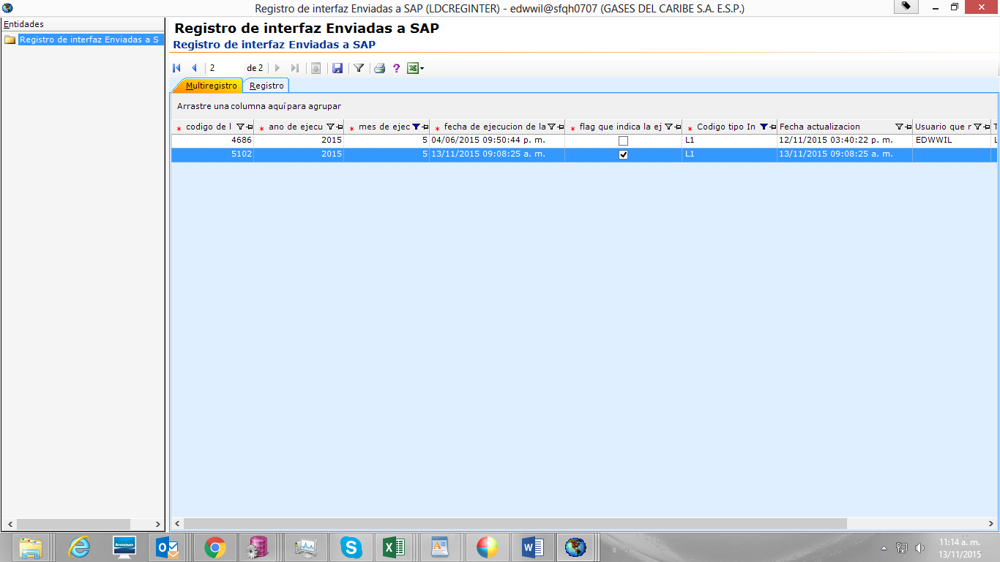 Registro de interfaz Enviadas a SAP (LDCREGINTER) - edwwil@sfqh0707 (GASES DEL CARIBE S.A. E.S.P.)
Entidades
Registro de interfaz Enviadas a S
Registro de interfaz Enviadas a SAP
Registro de interfaz Enviadas a SAP
2 de 2
Multiregistro Registro
Arrastre una columna aquí para agrupar
codigo de l ano de ejecu mes de ejec fecha de ejecucion de la flag que indica la ej Codigo tipo In Fecha actualizacion Usuario que r T
4686 2015 5 04/06/2015 09:50:44 p. m. L1 12/11/2015 03:40:22 p. m. EDWWIL L
5102 2015 5 13/11/2015 09:08:25 a. m. L1 13/11/2015 09:08:25 a. m.
lenovo
11:14 a. m.
13/11/2015